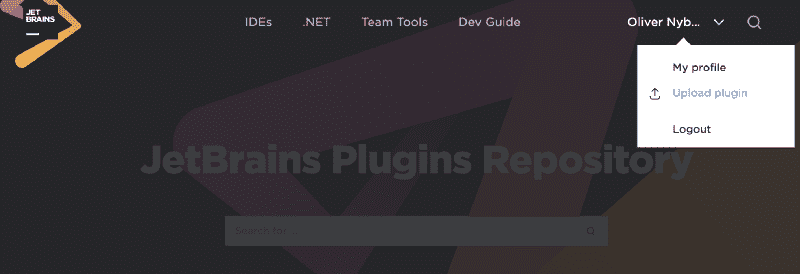 JET
BRAINS
IDEs .NET Team Tools Dev Guide Oliver Nyb...
My profile
Upload plugin
Logout
JetBrains Plugins Repository
Search for...